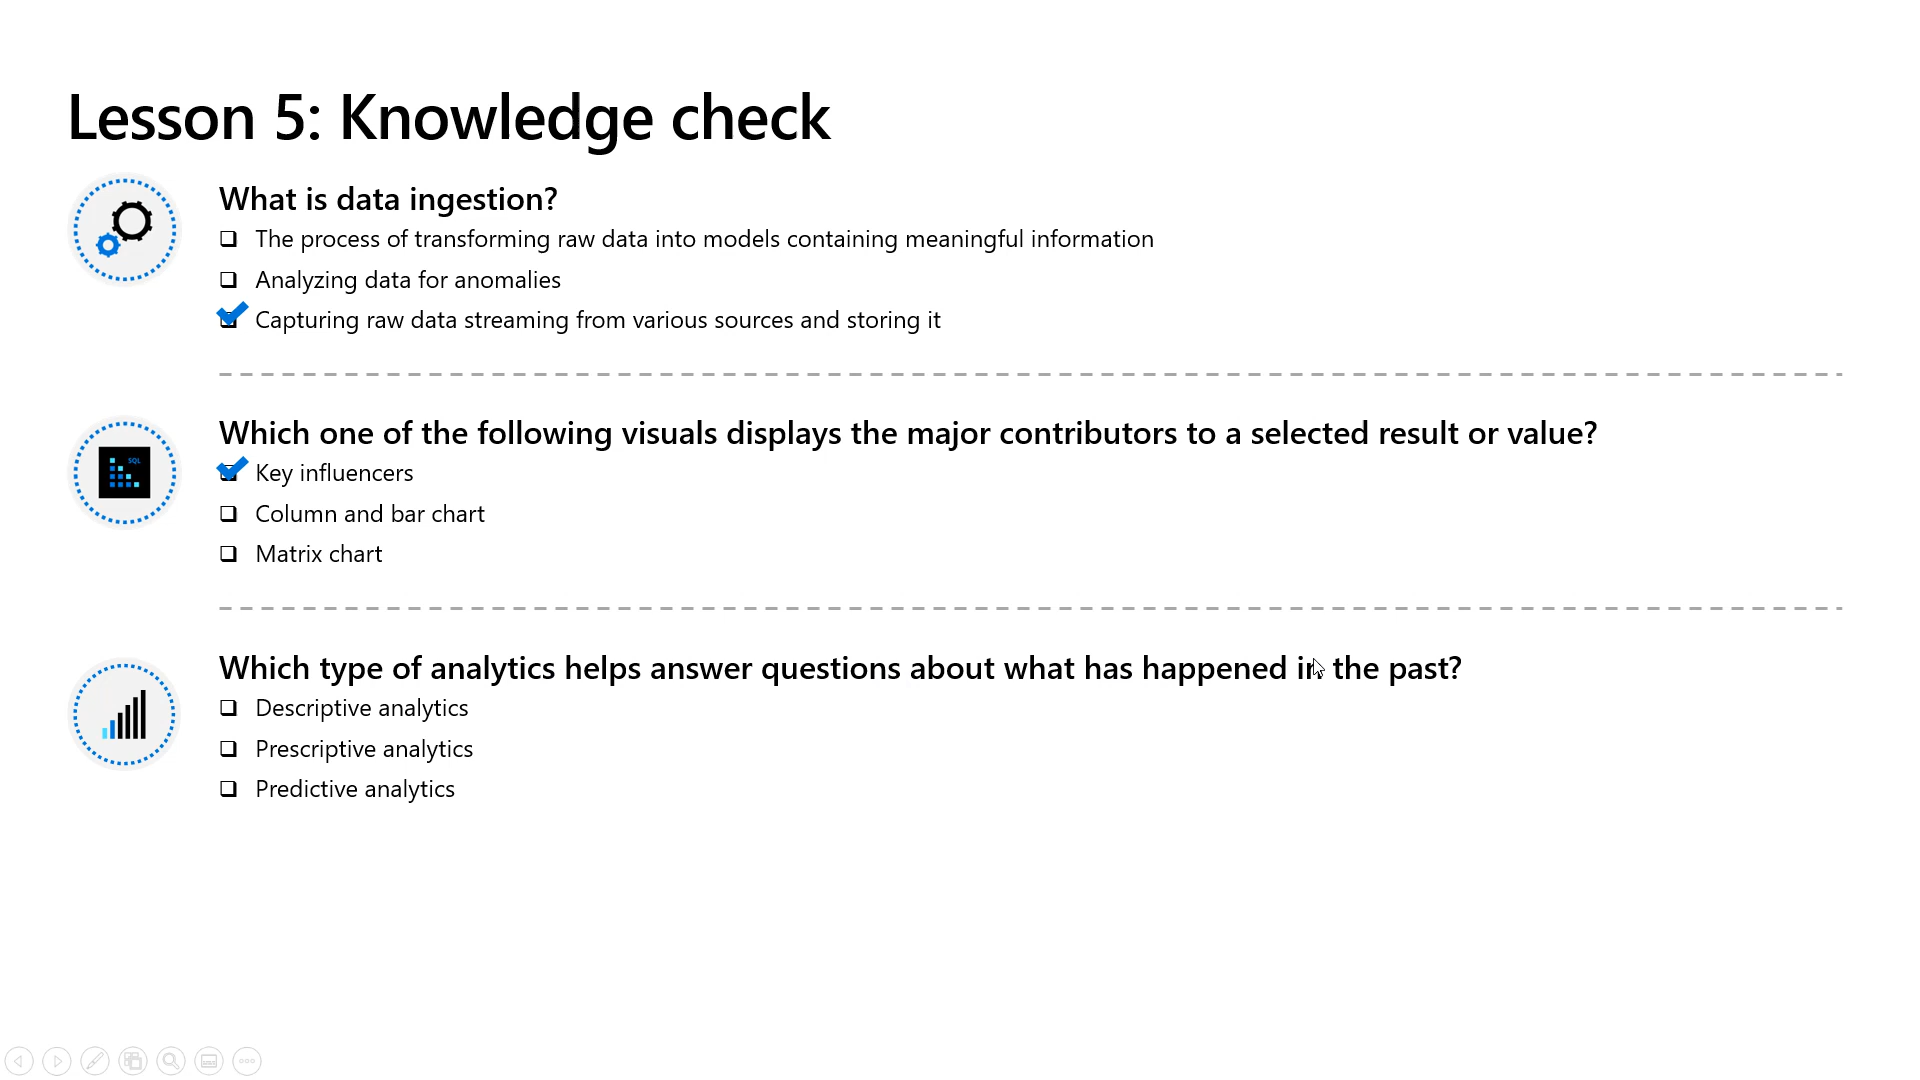 Lesson 5: Knowledge check
What is data ingestion?
The process of transforming raw data into models containing meaningful information
Analyzing data for anomalies
Capturing raw data streaming from various sources and storing it
Which one of the following visuals displays the major contributors to a selected result or value?
SQL
Key influencers
Column and bar chart
Matrix chart
Which type of analytics helps answer questions about what has happened in the past?
Descriptive analytics
Prescriptive analytics
Predictive analytics